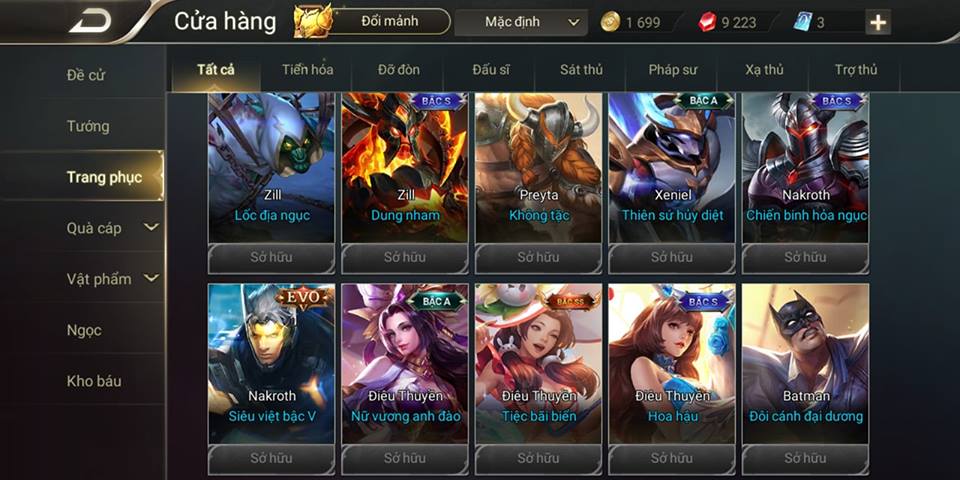 Cửa hàng
Đổi mảnh
Mặc định
1 699
9 223
3
Đề cử
Tướng
Trang phục
Quà cáp
Vật phẩm
Ngọc
Kho báu
Tất cả
Tiến hóa
Đỡ đòn
Đấu sĩ
Sát thủ
Pháp sư
Xạ thủ
Trợ thủ
Zill
Lốc địa ngục
Sở hữu
BẬC S
Zill
Dung nham
Sở hữu
Preyta
Không tặc
Sở hữu
BẬC A
Xeniel
Thiên sứ hủy diệt
Sở hữu
BẬC S
Nakroth
Chiến binh hỏa ngục
Sở hữu
EVO
V
Nakroth
Siêu việt bậc V
Sở hữu
BẬC A
Điêu Thuyền
Nữ vương anh đào
Sở hữu
BẬC SS
Điêu Thuyền
Tiệc bãi biển
Sở hữu
BẬC S
Điêu Thuyền
Hoa hậu
Sở hữu
Batman
Đôi cánh đại dương
Sở hữu